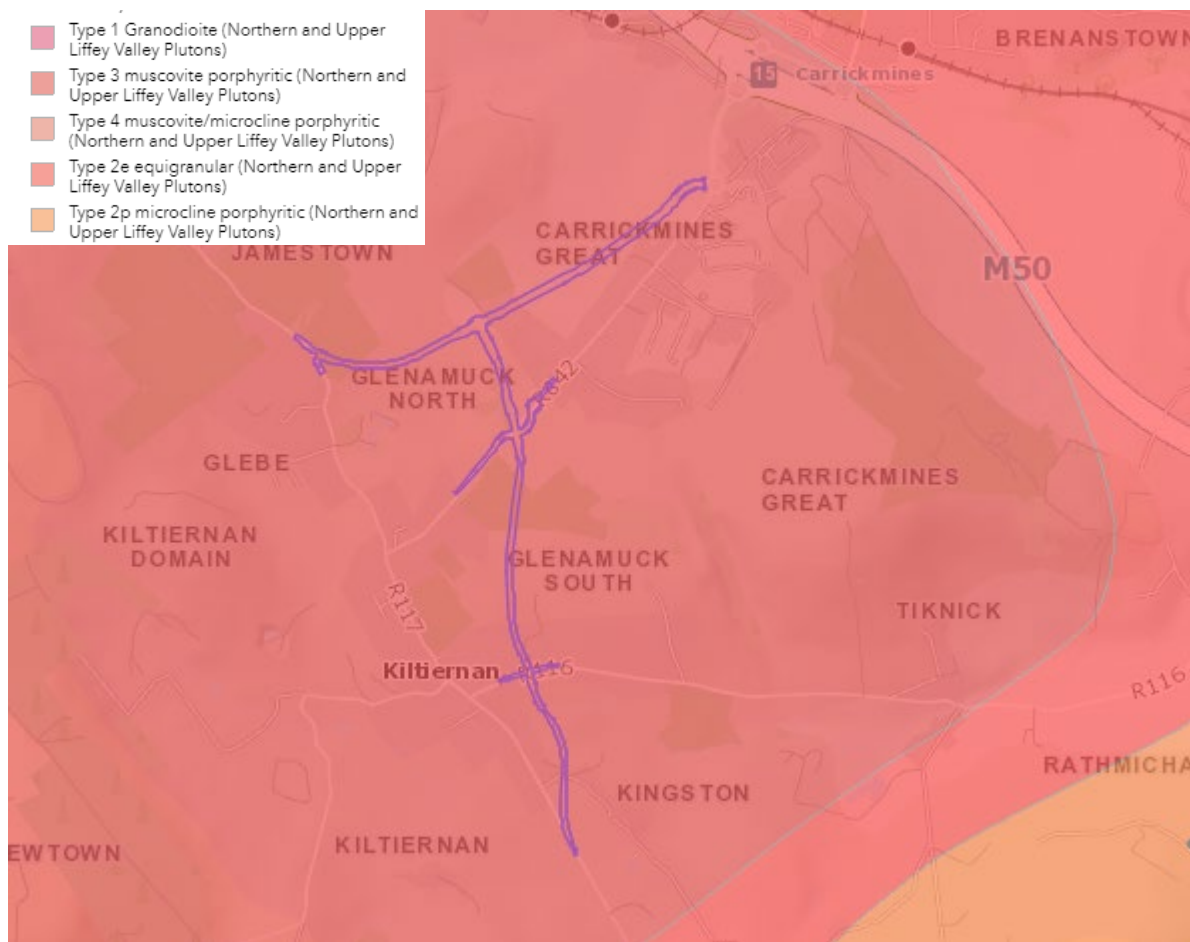 Type 1 Granodioite (Northern and Upper
Liffey Valley Plutons)
Type 3 muscovite porphyritic (Northern and
Upper Liffey Valley Plutons)
Type 4 muscovite/microcline porphyritic
(Northern and Upper Liffey Valley Plutons)
Type 2e equigranular (Northern and Upper
Liffey Valley Plutons)
Type 2p microcline porphyritic (Northern and
Upper Liffey Valley Plutons)
BRENANSTOWN
15 Carrickmines
CARRICKMINES
GREAT
JAMESTOWN
M50
GLENAMUCK
NORTH
R842
GLEBE
CARRICKMINES
GREAT
KILTIERNAN
DOMAIN
GLENAMUCK
SOUTH
R117
TIKNICK
Kiltiernan
R116
R116
RATHMICHA
KINGSTON
KILTIERNAN
EWTOWN